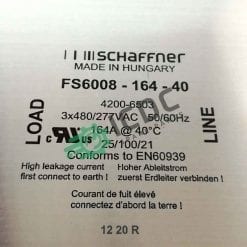 SCHAFFNER
MADE IN HUNGARY
FS6008 - 164 - 40
LOAD
LINE
4200-6503
3x480/277VAC 50/60Hz
164A @ 40°C
25/100/21
Conforms to EN60939
High leakage current Hoher Ableitstrom
first connect to earth ! zuerst Erdleiter verbinden !
Courant de fuit élevé
connectez d'abord la terre !
12 20 R